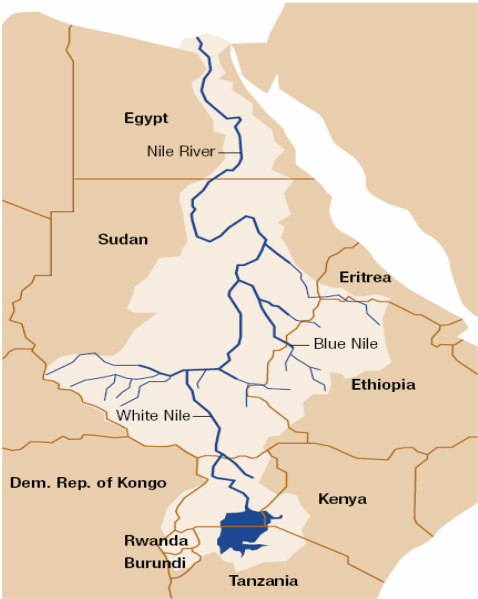 Egypt
Nile River
Sudan
Eritrea
Blue Nile
Ethiopia
White Nile
Dem. Rep. of Kongo
Kenya
Rwanda
Burundi
Tanzania